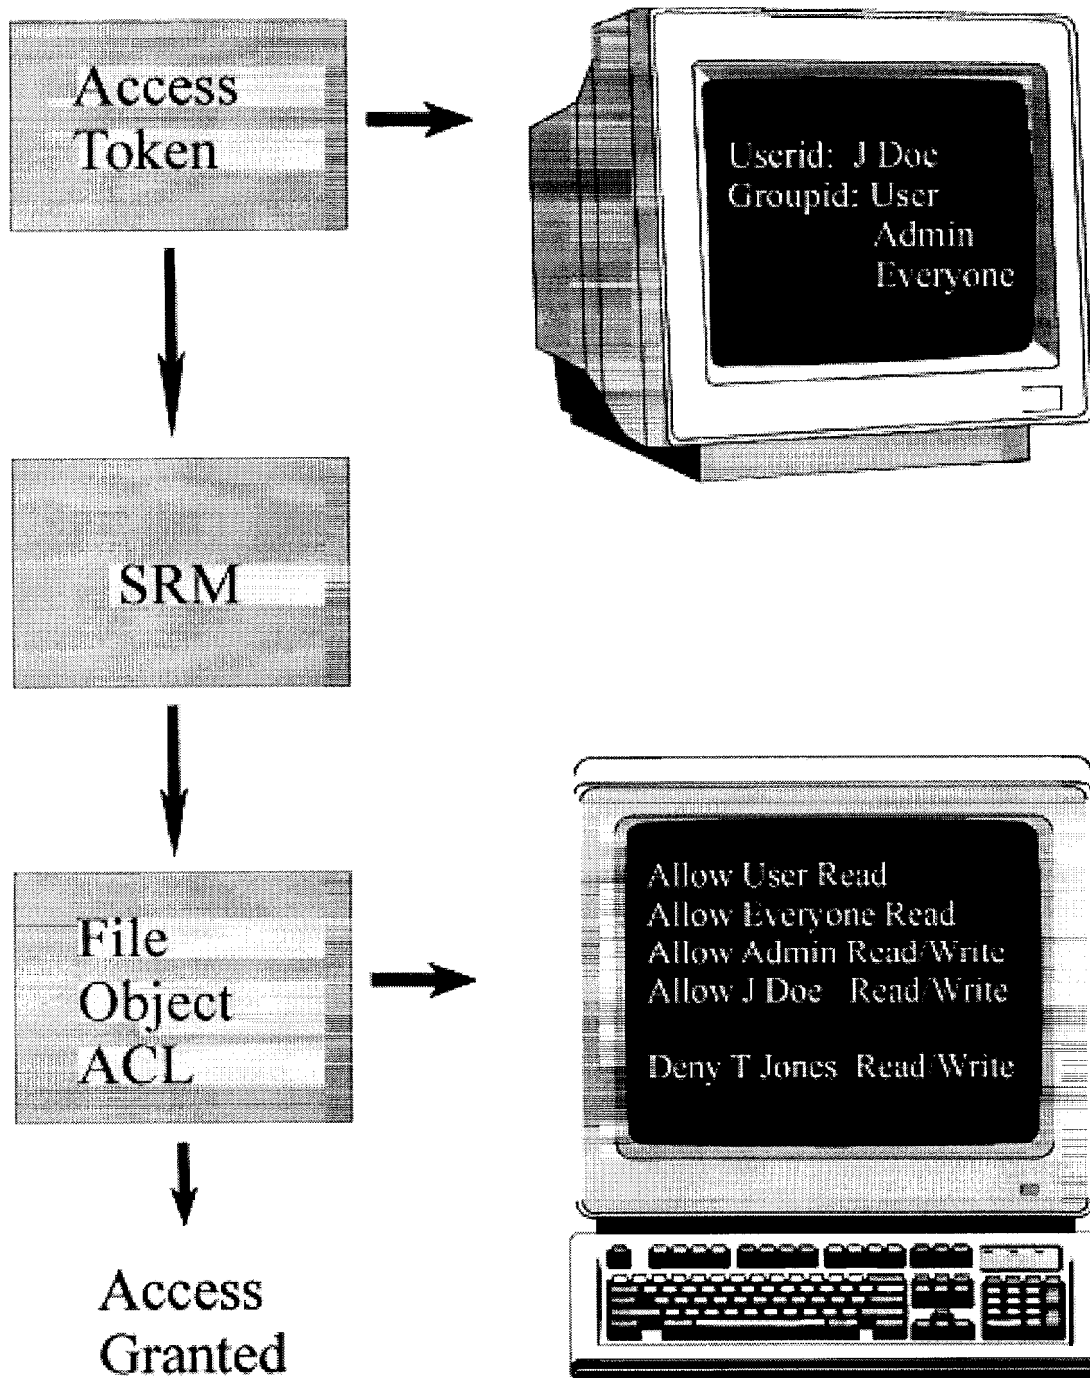 Access
Token
Userid: J Doe
Groupid: User
Admin
Everyone
SRM
File
Object
ACL
Allow User Read
Allow Everyone Read
Allow Admin Read/Write
Allow J Doe Read/Write
Deny T Jones Read/Write
Access
Granted